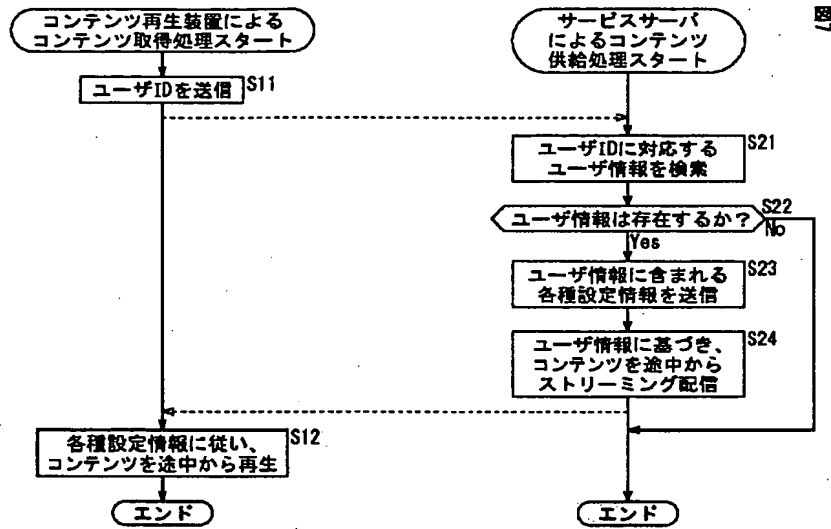 図7
コンテンツ再生装置による
コンテンツ取得処理スタート
ユーザIDを送信
S11
各種設定情報に従い、
コンテンツを途中から再生
S12
エンド
サービスサーバ
によるコンテンツ
供給処理スタート
ユーザIDに対応する
ユーザ情報を検索
S21
ユーザ情報は存在するか?
S22
No
Yes
ユーザ情報に含まれる
各種設定情報を送信
S23
ユーザ情報に基づき、
コンテンツを途中から
ストリーミング配信
S24
エンド